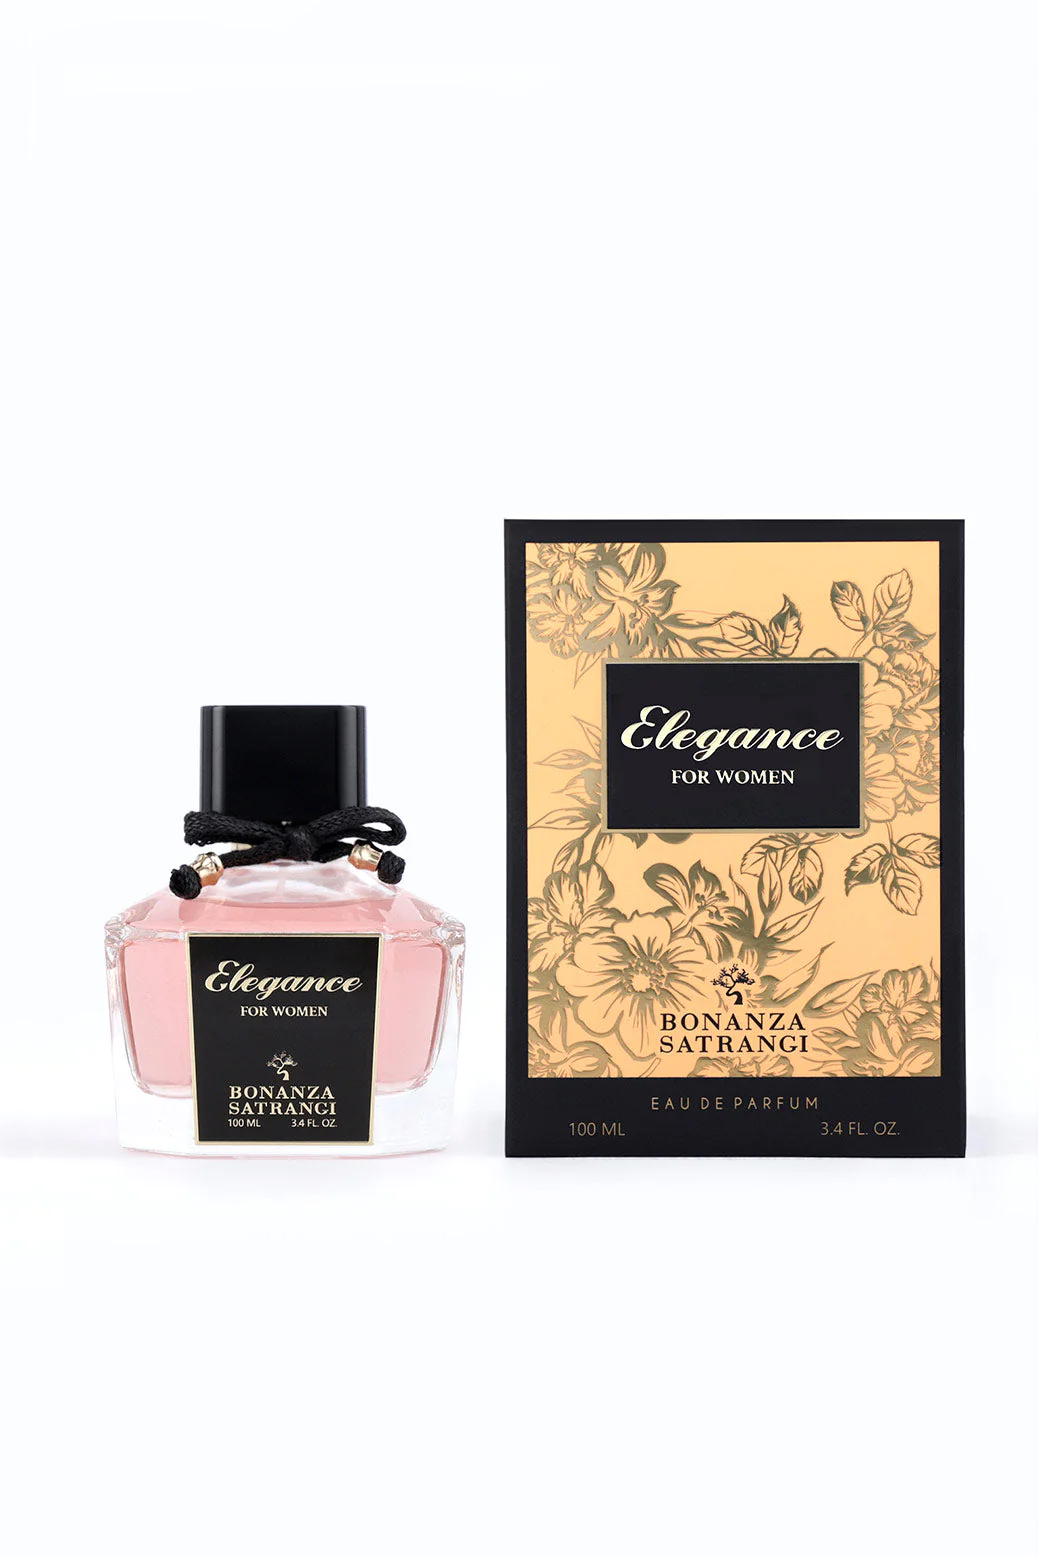 Elegance
FOR WOMEN
BONANZA
SATRANGI
100 ML 3.4 FL. OZ.
Elegance
FOR WOMEN
BONANZA
SATRANGI
EAU DE PARFUM
100 ML 3.4 FL. OZ.